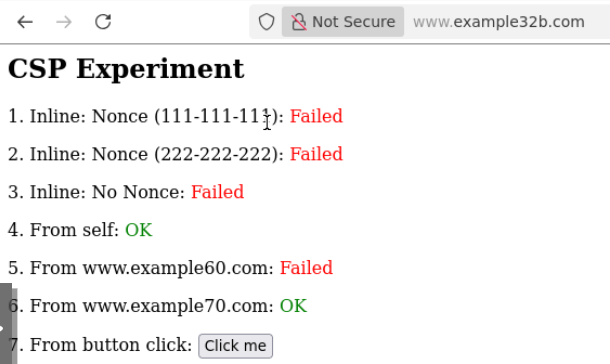 Not Secure www.example32b.com
CSP Experiment
1. Inline: Nonce (111-111-111): Failed
2. Inline: Nonce (222-222-222): Failed
3. Inline: No Nonce: Failed
4. From self: OK
5. From www.example60.com: Failed
6. From www.example70.com: OK
7. From button click: Click me